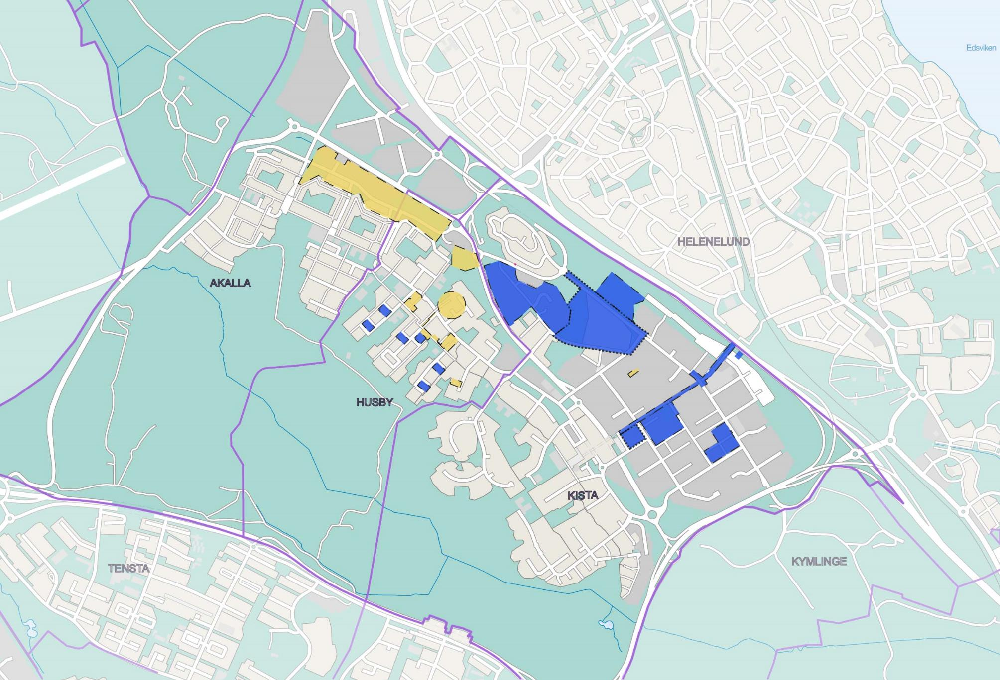 Edsviken
HELENELUND
AKALLA
HUSBY
KISTA
TENSTA
KYMLINGE